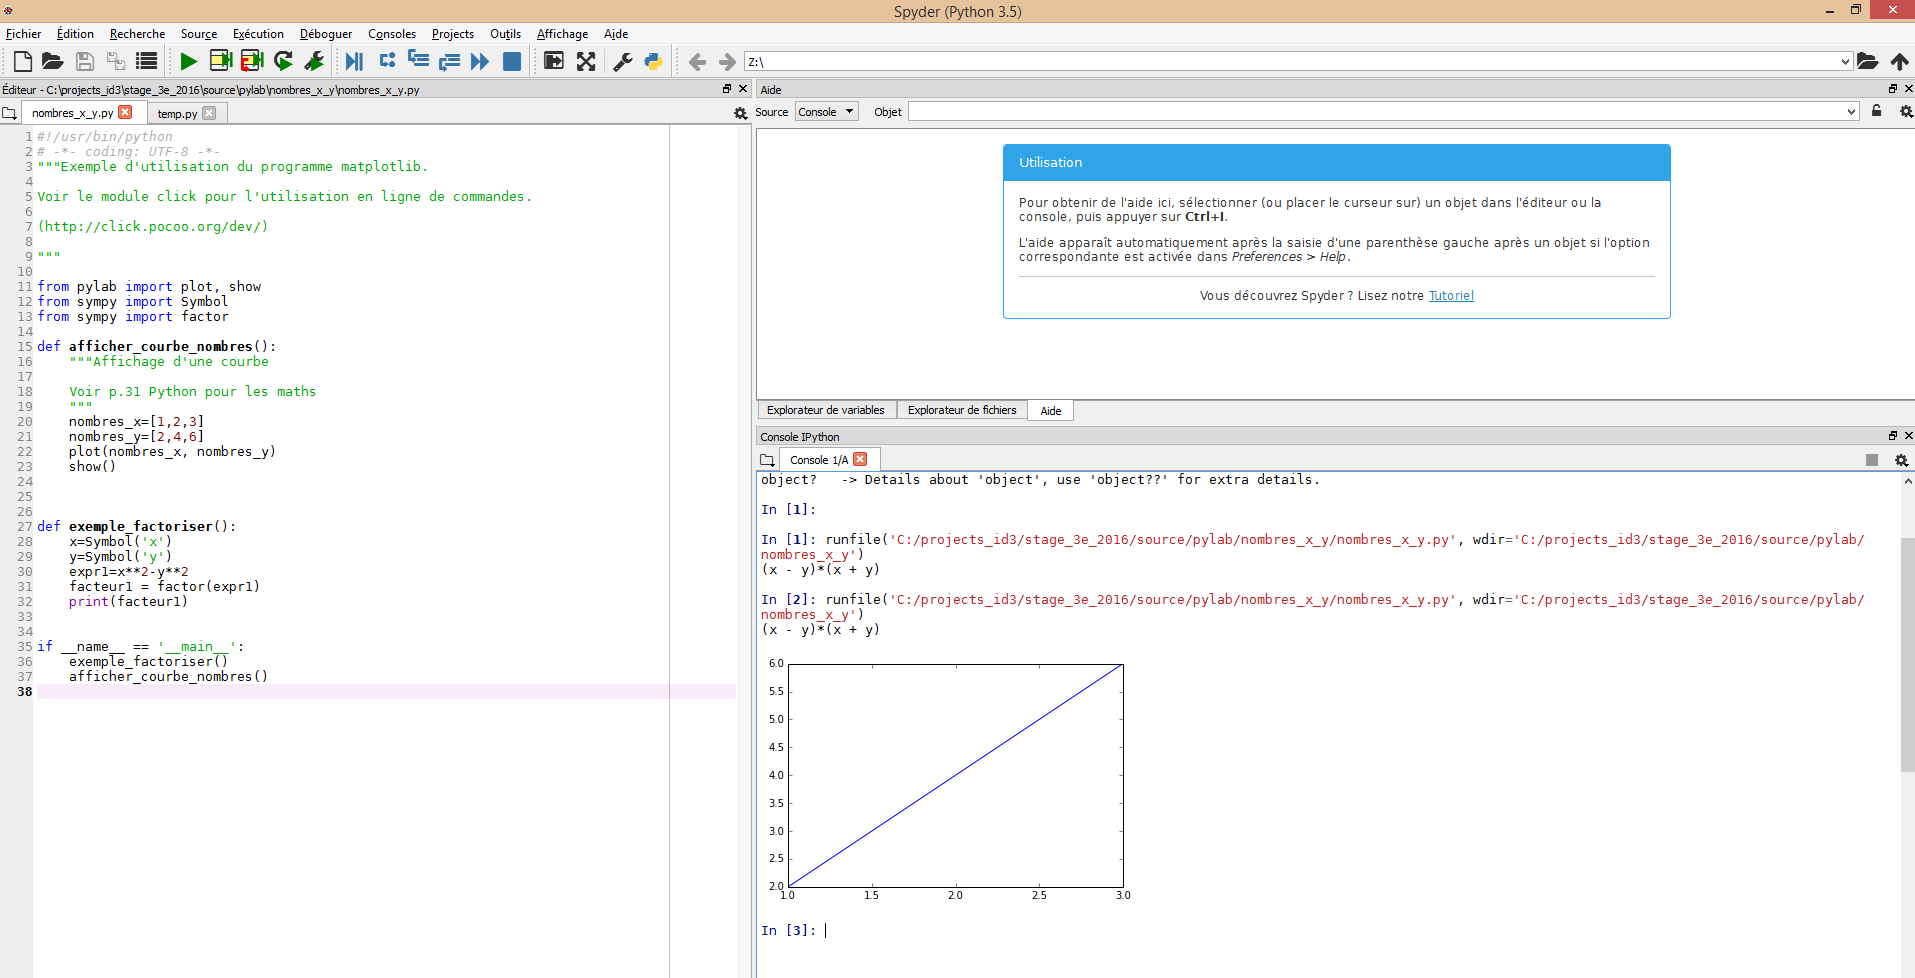 Spyder (Python 3.5)
Fichier Édition Recherche Source Exécution Déboguer Consoles Projects Outils Affichage Aide
Z:\
Éditeur - C:\projects_id3\stage_3e_2016\source\pylab\nombres_x_y\nombres_x_y.py
nombres_x_y.py temp.py
1 #!/usr/bin/python
2 # -*- coding: UTF-8 -*-
3 """Exemple d'utilisation du programme matplotlib.
4
5 Voir le module click pour l'utilisation en ligne de commandes.
6
7 (http://click.pocoo.org/dev/)
8
9 """
10
11 from pylab import plot, show
12 from sympy import Symbol
13 from sympy import factor
14
15 def afficher_courbe_nombres():
16 """Affichage d'une courbe
17
18 Voir p.31 Python pour les maths
19 """
20 nombres_x=[1,2,3]
21 nombres_y=[2,4,6]
22 plot(nombres_x, nombres_y)
23 show()
24
25
26
27 def exemple_factoriser():
28 x=Symbol('x')
29 y=Symbol('y')
30 expr1=x**2-y**2
31 facteur1 = factor(expr1)
32 print(facteur1)
33
34
35 if __name__ == '__main__':
36 exemple_factoriser()
37 afficher_courbe_nombres()
38
Aide
Source Console Objet
Utilisation
Pour obtenir de l'aide ici, sélectionner (ou placer le curseur sur) un objet dans l'éditeur ou la
console, puis appuyer sur Ctrl+I.
L'aide apparaît automatiquement après la saisie d'une parenthèse gauche après un objet si l'option
correspondante est activée dans Preferences > Help.
Vous découvrez Spyder ? Lisez notre Tutoriel
Explorateur de variables Explorateur de fichiers Aide
Console IPython
Console 1/A
object? -> Details about 'object', use 'object??' for extra details.
In [1]:
In [1]: runfile('C:/projects_id3/stage_3e_2016/source/pylab/nombres_x_y/nombres_x_y.py', wdir='C:/projects_id3/stage_3e_2016/source/pylab/
nombres_x_y')
(x - y)*(x + y)
In [2]: runfile('C:/projects_id3/stage_3e_2016/source/pylab/nombres_x_y/nombres_x_y.py', wdir='C:/projects_id3/stage_3e_2016/source/pylab/
nombres_x_y')
(x - y)*(x + y)
6.0
5.5
5.0
4.5
4.0
3.5
3.0
2.5
2.0
1.0 1.5 2.0 2.5 3.0
In [3]: